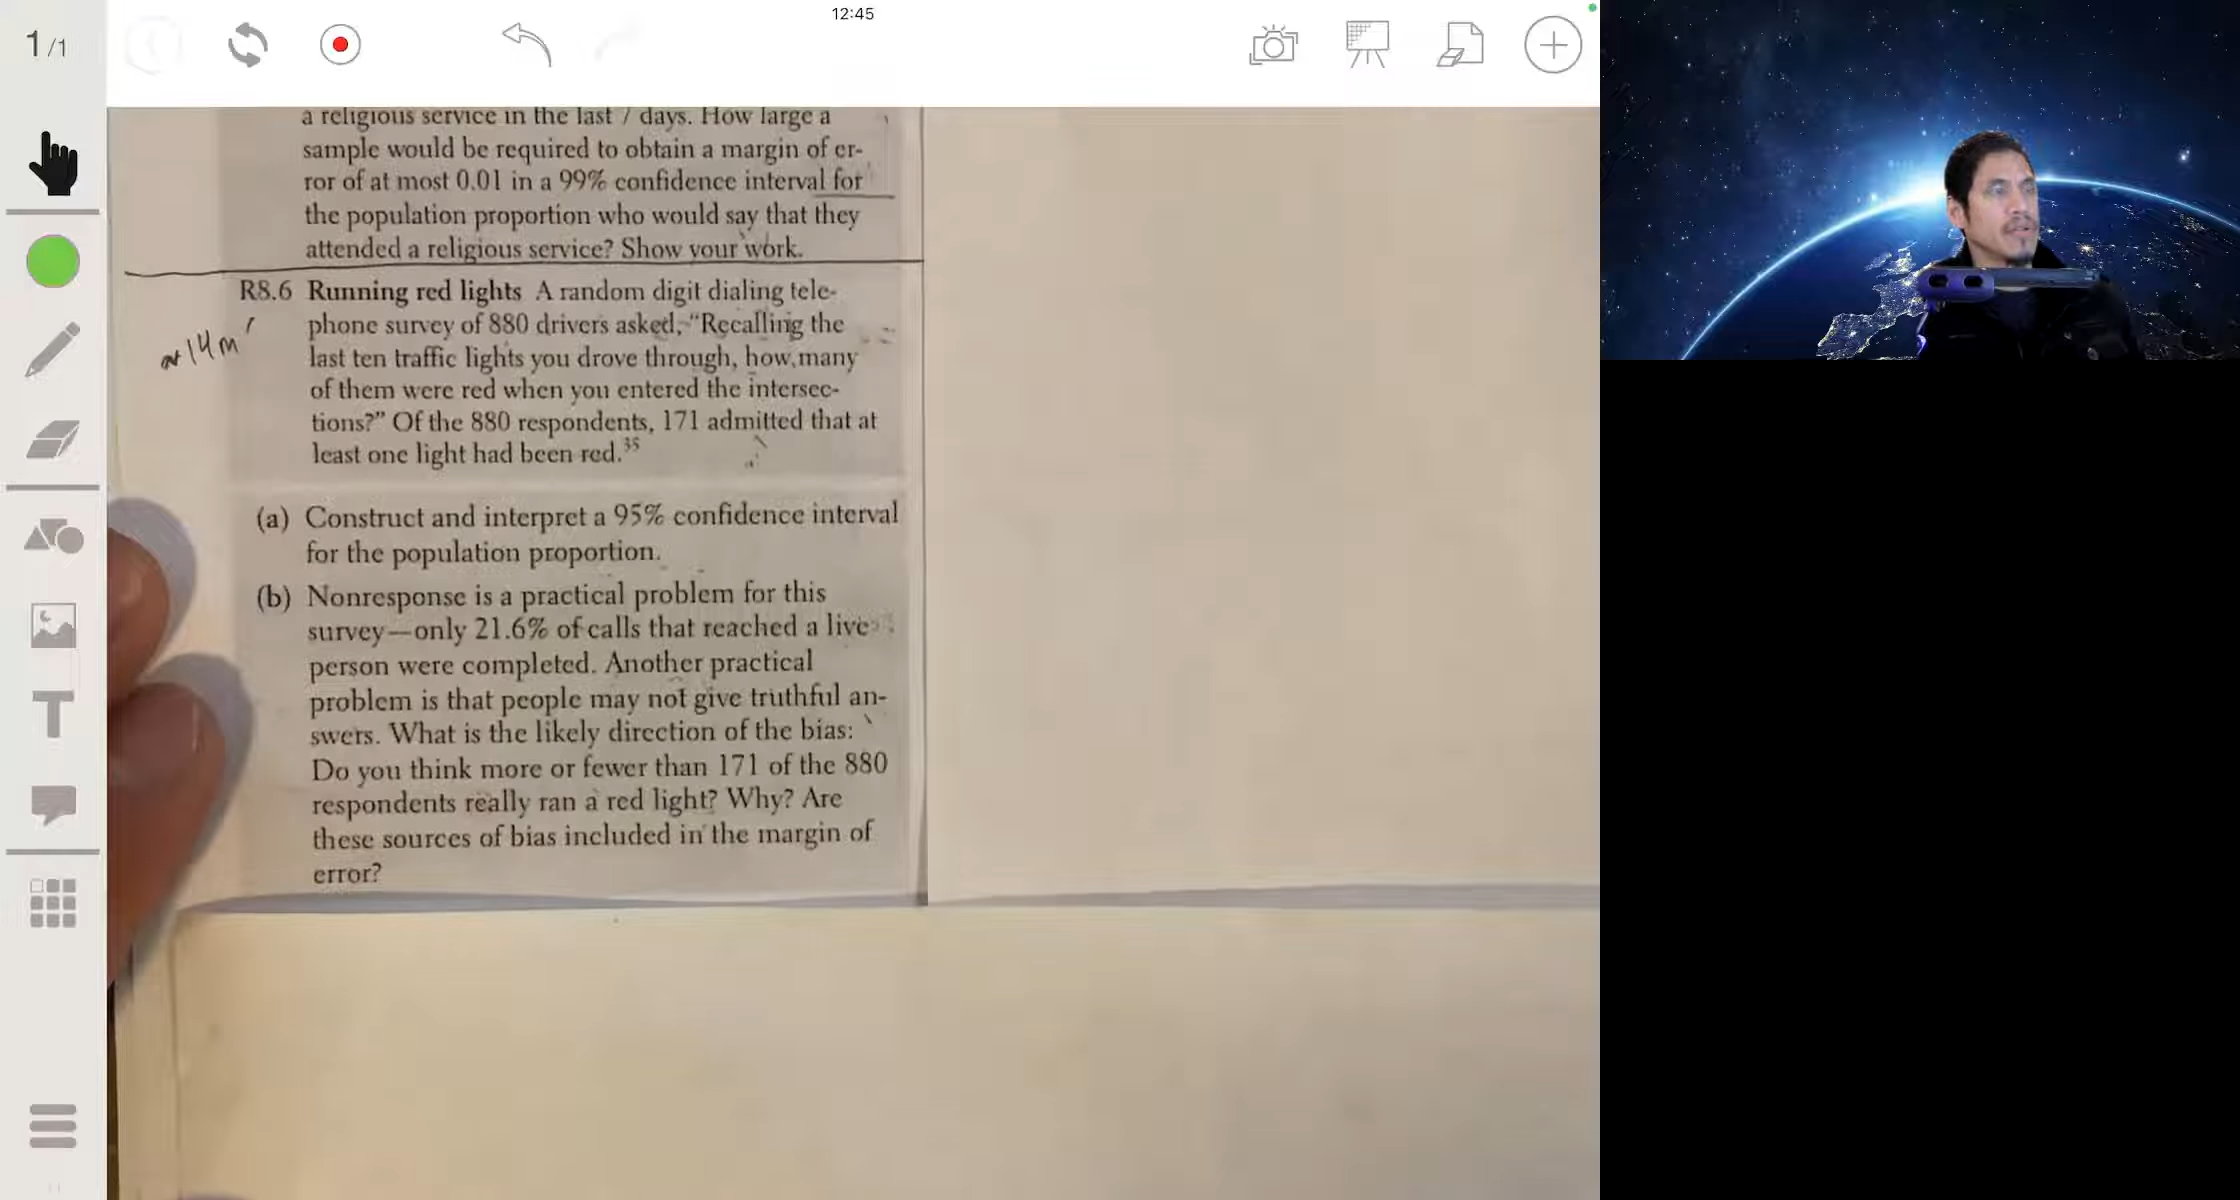 12:45
1/1
a religious service in the last 7 days. How large a
sample would be required to obtain a margin of er-
ror of at most 0.01 in a 99% confidence interval for
the population proportion who would say that they
attended a religious service? Show your work.
R8.6 Running red lights A random digit dialing tele-
phone survey of 880 drivers asked, “Recalling the
last ten traffic lights you drove through, how many
of them were red when you entered the intersec-
tions?” Of the 880 respondents, 171 admitted that at
least one light had been red.35
(a) Construct and interpret a 95% confidence interval
for the population proportion.
(b) Nonresponse is a practical problem for this
survey—only 21.6% of calls that reached a live
person were completed. Another practical
problem is that people may not give truthful an-
swers. What is the likely direction of the bias:
Do you think more or fewer than 171 of the 880
respondents really ran a red light? Why? Are
these sources of bias included in the margin of
error?
T